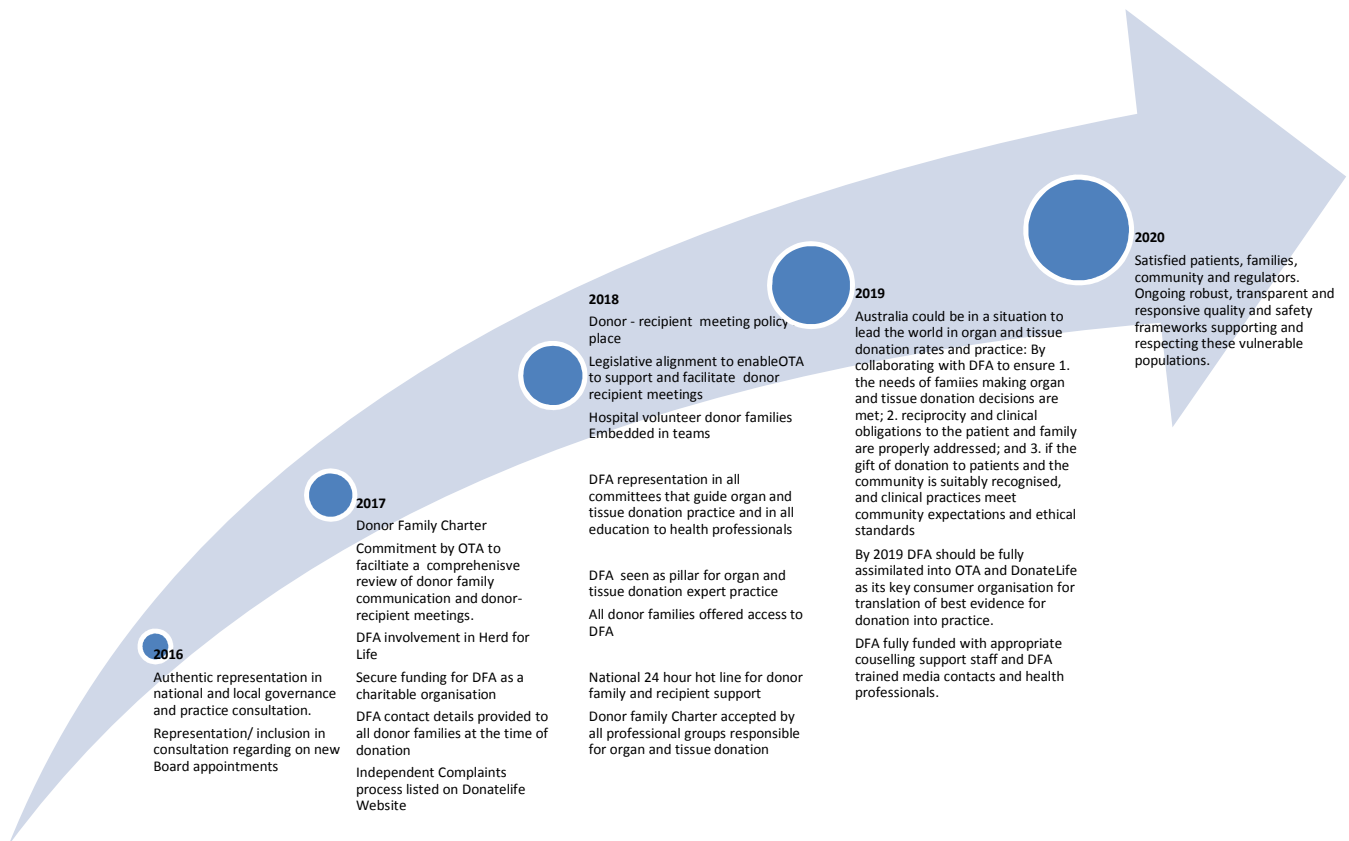 2016
Authentic representation in
national and local governance
and practice consultation.
Representation/ inclusion in
consultation regarding on new
Board appointments
2017
Donor Family Charter
Commitment by OTA to
faciltiate a  comprehenisve
review of donor family
communication and donor-
recipient meetings.
DFA involvement in Herd for
Life
Secure funding for DFA as a
charitable organisation
DFA contact details provided to
all donor families at the time of
donation
Independent Complaints
process listed on Donatelife
Website
2018
Donor - recipient  meeting policy
place
Legislative alignment to enableOTA
to support and facilitate  donor
recipient meetings
Hospital volunteer donor families
Embedded in teams
DFA representation in all
committees that guide organ and
tissue donation practice and in all
education to health professionals
DFA  seen as pillar for organ and
tissue donation expert practice
All donor families offered access to
DFA
National 24 hour hot line for donor
family and recipient support
Donor family Charter accepted by
all professional groups responsible
for organ and tissue donation
2019
Australia could be in a situation to
lead the world in organ and tissue
donation rates and practice: By
collaborating with DFA to ensure 1.
the needs of famiies making organ
and tissue donation decisions are
met; 2. reciprocity and clinical
obligations to the patient and family
are properly addressed; and 3. if the
gift of donation to patients and the
community is suitably recognised,
and clinical practices meet
community expectations and ethical
standards
By 2019 DFA should be fully
assimilated into OTA and DonateLife
as its key consumer organisation for
translation of best evidence for
donation into practice.
DFA fully funded with appropriate
couselling support staff and DFA
trained media contacts and health
professionals.
2020
Satisfied patients, families,
community and regulators.
Ongoing robust, transparent and
responsive quality and safety
frameworks supporting and
respecting these vulnerable
populations.